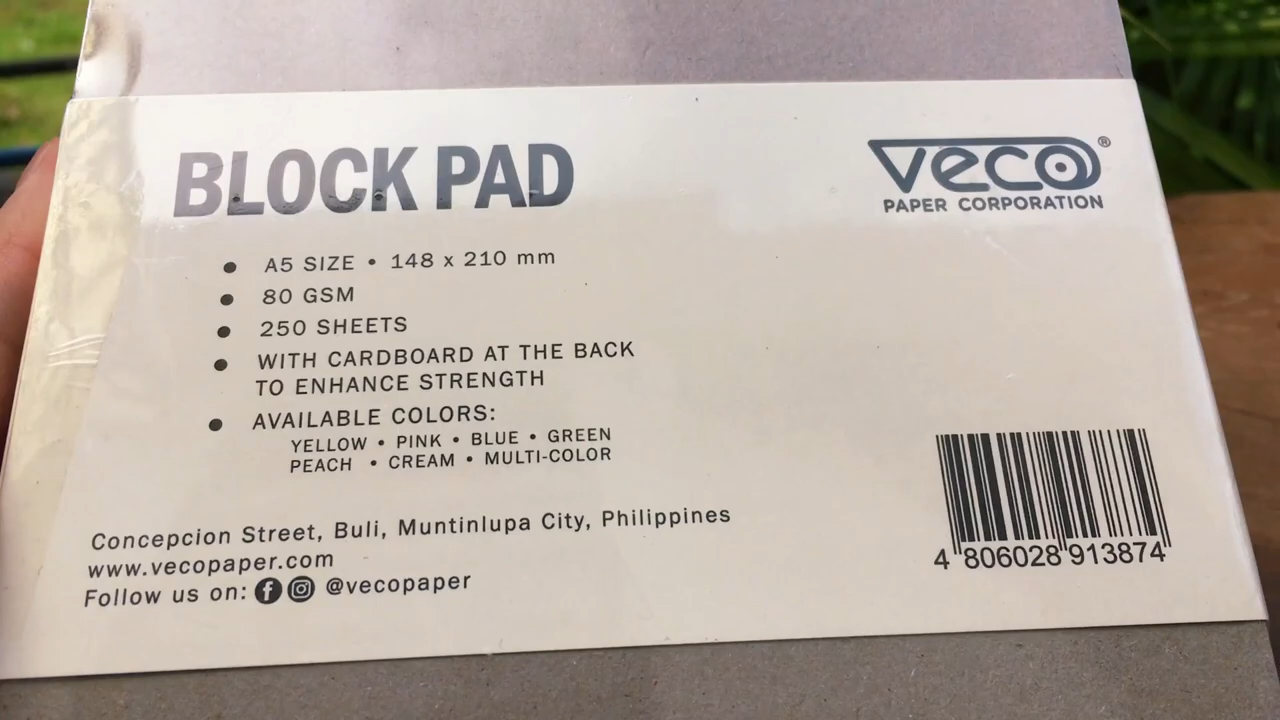 BLOCK PAD
veco®
PAPER CORPORATION
• A5 SIZE • 148 x 210 mm
• 80 GSM
• 250 SHEETS
• WITH CARDBOARD AT THE BACK
TO ENHANCE STRENGTH
• AVAILABLE COLORS:
YELLOW • PINK • BLUE • GREEN
PEACH • CREAM • MULTI-COLOR
Concepcion Street, Buli, Muntinlupa City, Philippines
www.vecopaper.com
Follow us on: @vecopaper
4 806028 913874